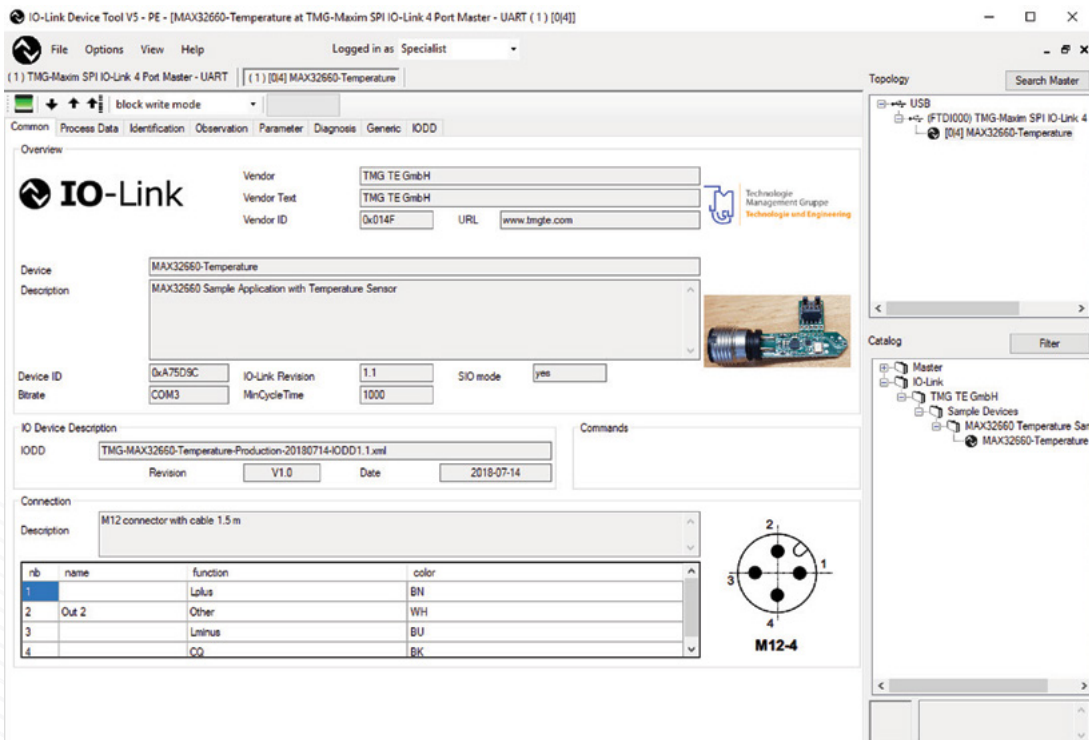 IO-Link Device Tool V5 - PE - [MAX32660-Temperature at TMG-Maxim SPI IO-Link 4 Port Master - UART ( 1 ) [0|4]]
File Options View Help Logged in as Specialist
( 1 ) TMG-Maxim SPI IO-Link 4 Port Master - UART ( 1 ) [0|4] MAX32660-Temperature
block write mode
Common Process Data Identification Observation Parameter Diagnosis Generic IODD
Overview
IO-Link
Vendor TMG TE GmbH
Vendor Text TMG TE GmbH
Vendor ID 0x014F URL www.tmgte.com
Technologie
Management Gruppe
Technologie und Engineering
Device MAX32660-Temperature
Description MAX32660 Sample Application with Temperature Sensor
Device ID 0xA75D9C IO-Link Revision 1.1 SIO mode yes
Bitrate COM3 MinCycleTime 1000
IO Device Description
IODD TMG-MAX32660-Temperature-Production-20180714-IODD1.1.xml
Revision V1.0 Date 2018-07-14
Commands
Connection
Description M12 connector with cable 1.5 m
nb name function color
1 Lplus BN
2 Out 2 Other WH
3 Lminus BU
4 CQ BK
2
1
3
4
M12-4
Topology Search Master
USB
(FTDI000) TMG-Maxim SPI IO-Link 4
[0|4] MAX32660-Temperature
Catalog Filter
Master
IO-Link
TMG TE GmbH
Sample Devices
MAX32660 Temperature Sar
MAX32660-Temperature